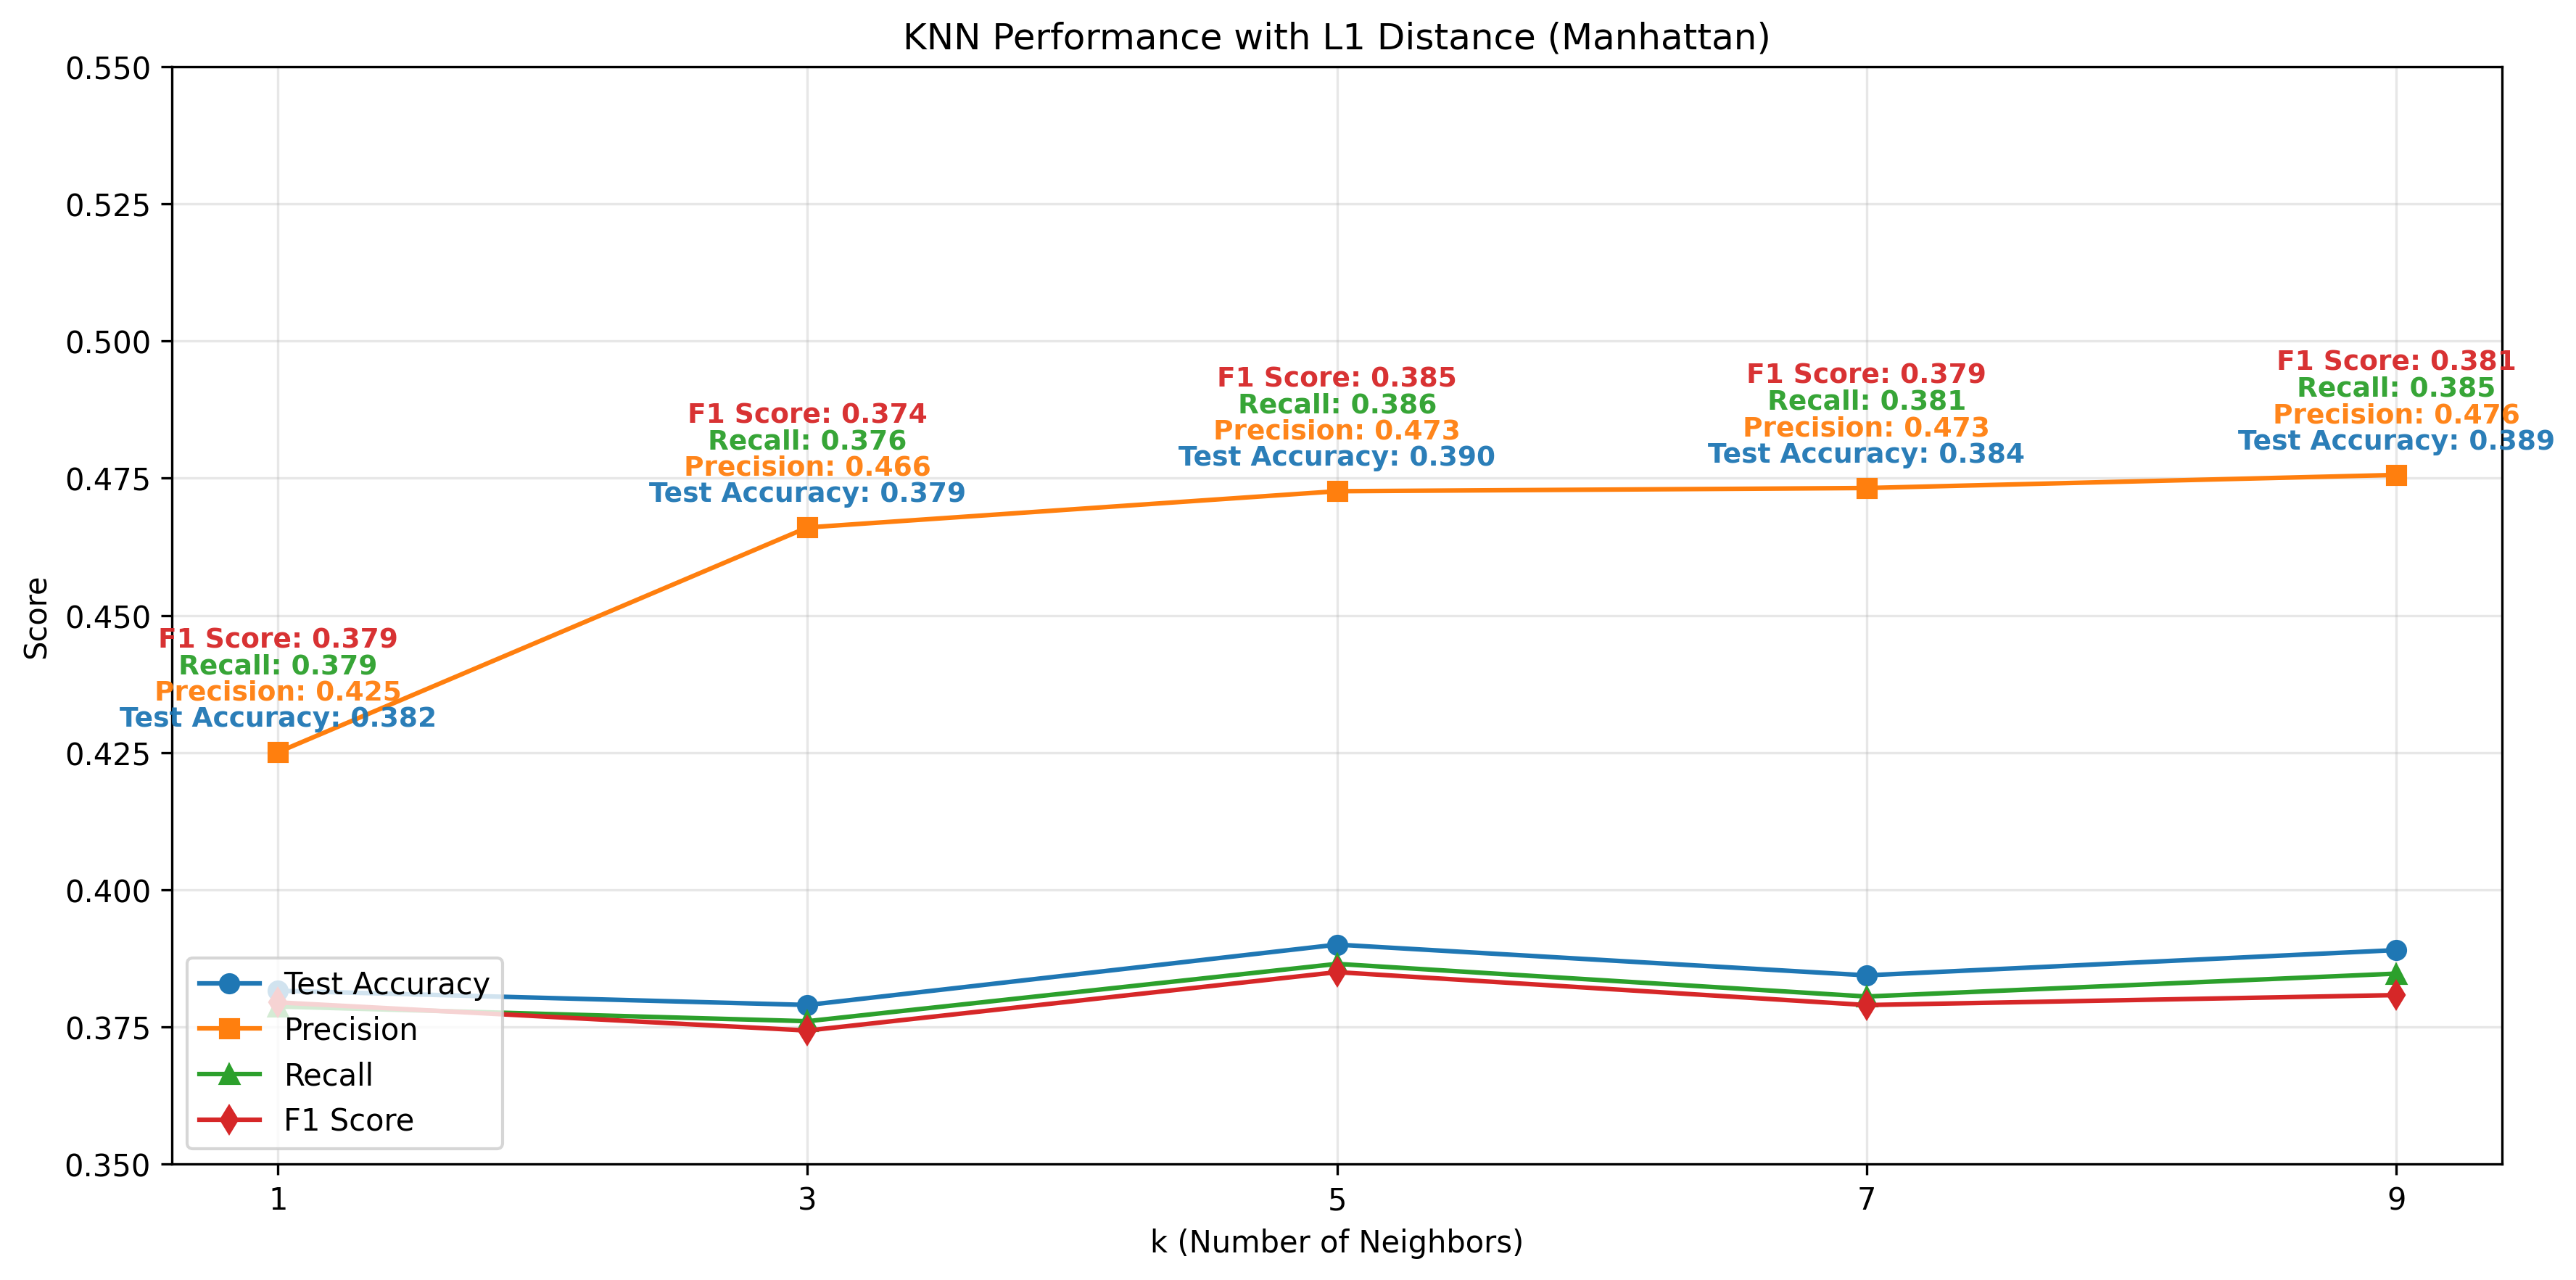 KNN Performance with L1 Distance (Manhattan)
0.550
0.525
0.500
0.475
0.450
0.425
0.400
0.375
0.350
Score
F1 Score: 0.379
Recall: 0.379
Precision: 0.425
Test Accuracy: 0.382
F1 Score: 0.374
Recall: 0.376
Precision: 0.466
Test Accuracy: 0.379
F1 Score: 0.385
Recall: 0.386
Precision: 0.473
Test Accuracy: 0.390
F1 Score: 0.379
Recall: 0.381
Precision: 0.473
Test Accuracy: 0.384
F1 Score: 0.381
Recall: 0.385
Precision: 0.476
Test Accuracy: 0.389
Test Accuracy
Precision
Recall
F1 Score
1
3
5
7
9
k (Number of Neighbors)